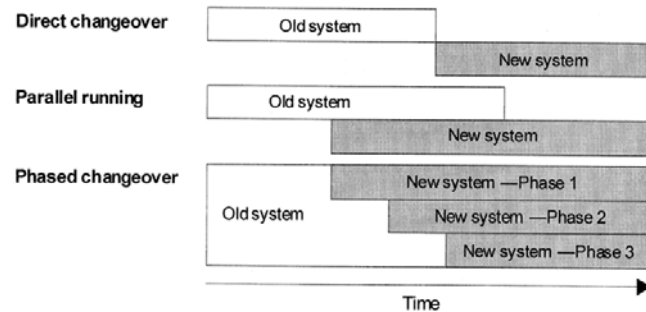 Direct changeover
Old system
New system
Parallel running
Old system
New system
Phased changeover
Old system
New system —Phase 1
New system —Phase 2
New system —Phase 3
Time